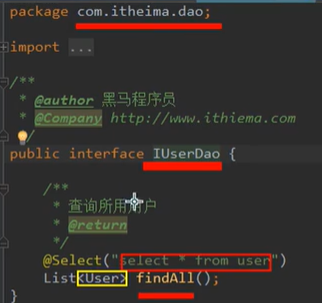 package com.itheima.dao;
import ...
/**
* @author 黑马程序员
* @Company http://www.ithiema.com
*/
public interface IUserDao {
/**
* 查询所用用户
* @return
*/
@Select("select * from user")
List<User> findAll();
}